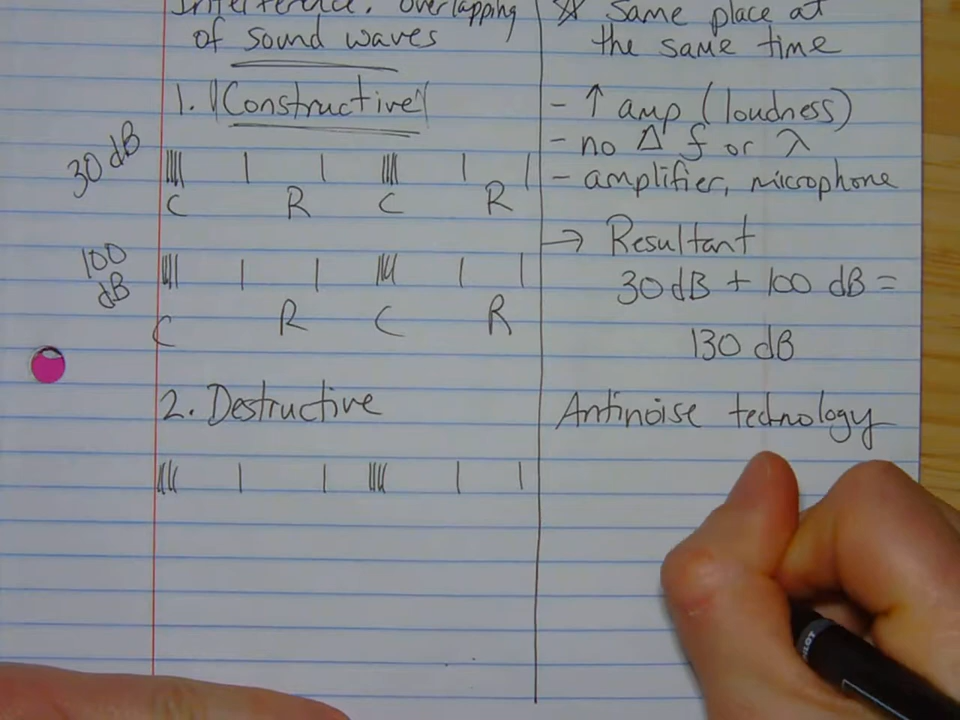 Interference: Overlapping
of sound waves
☆ Same place at
the same time
1. Constructive
30 dB
C R C R
100
dB
C R C R
- ↑ amp (loudness)
- no Δ f or λ
- amplifier, microphone
→ Resultant
30 dB + 100 dB =
130 dB
2. Destructive
Antinoise technology